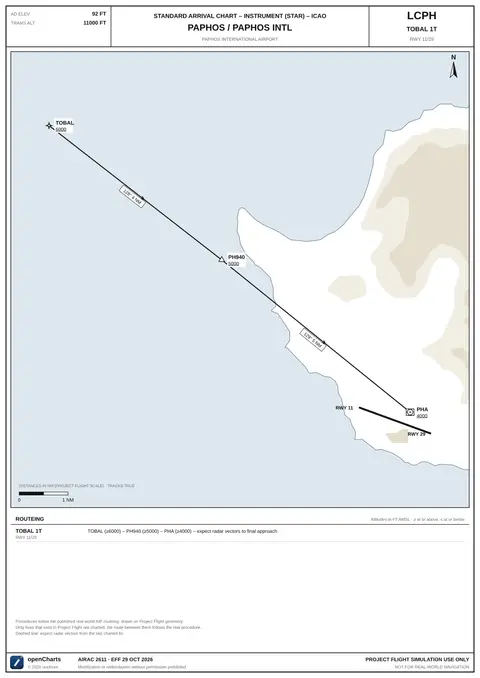 AD ELEV 92 FT
TRANS ALT 11000 FT
STANDARD ARRIVAL CHART – INSTRUMENT (STAR) – ICAO
PAPHOS / PAPHOS INTL
PAPHOS INTERNATIONAL AIRPORT
LCPH
TOBAL 1T
RWY 11/29
N
TOBAL
6000
PH940
5000
PHA
4000
RWY 11
RWY 29
DISTANCES IN NM (PROJECT FLIGHT SCALE) · TRACKS TRUE
0 1 NM
ROUTEING
Altitudes in FT AMSL · ≥ at or above, ≤ at or below
TOBAL 1T TOBAL (≥6000) – PH940 (≥5000) – PHA (≥4000) – expect radar vectors to final approach
RWY 11/29
Procedures follow the published real-world AIP routeing, drawn on Project Flight geometry.
Only fixes that exist in Project Flight are charted; the route between them follows the real procedure.
Dashed leg: expect radar vectors from the last charted fix.
openCharts
AIRAC 2611 · EFF 29 OCT 2026
Modification or redistribution without permission prohibited
PROJECT FLIGHT SIMULATION USE ONLY
NOT FOR REAL-WORLD NAVIGATION